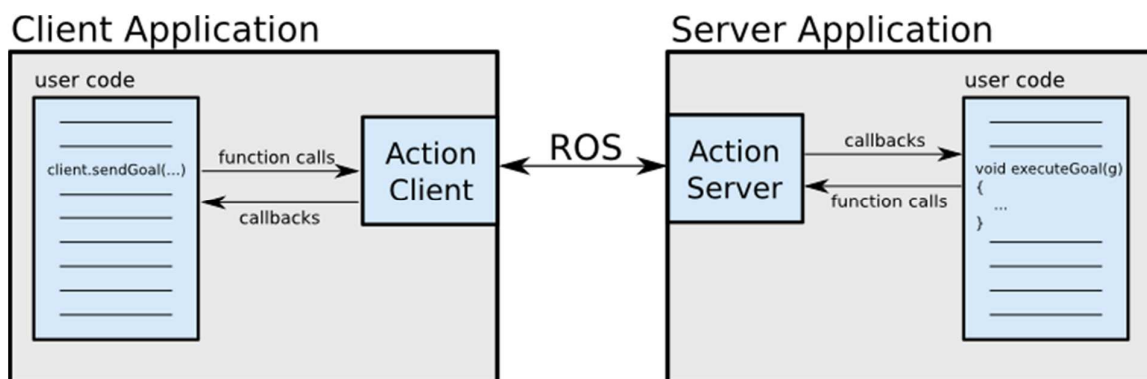 Client Application
user code
client.sendGoal(...)
function calls
callbacks
Action
Client
ROS
Server Application
Action
Server
callbacks
function calls
user code
void executeGoal(g)
{
...
}